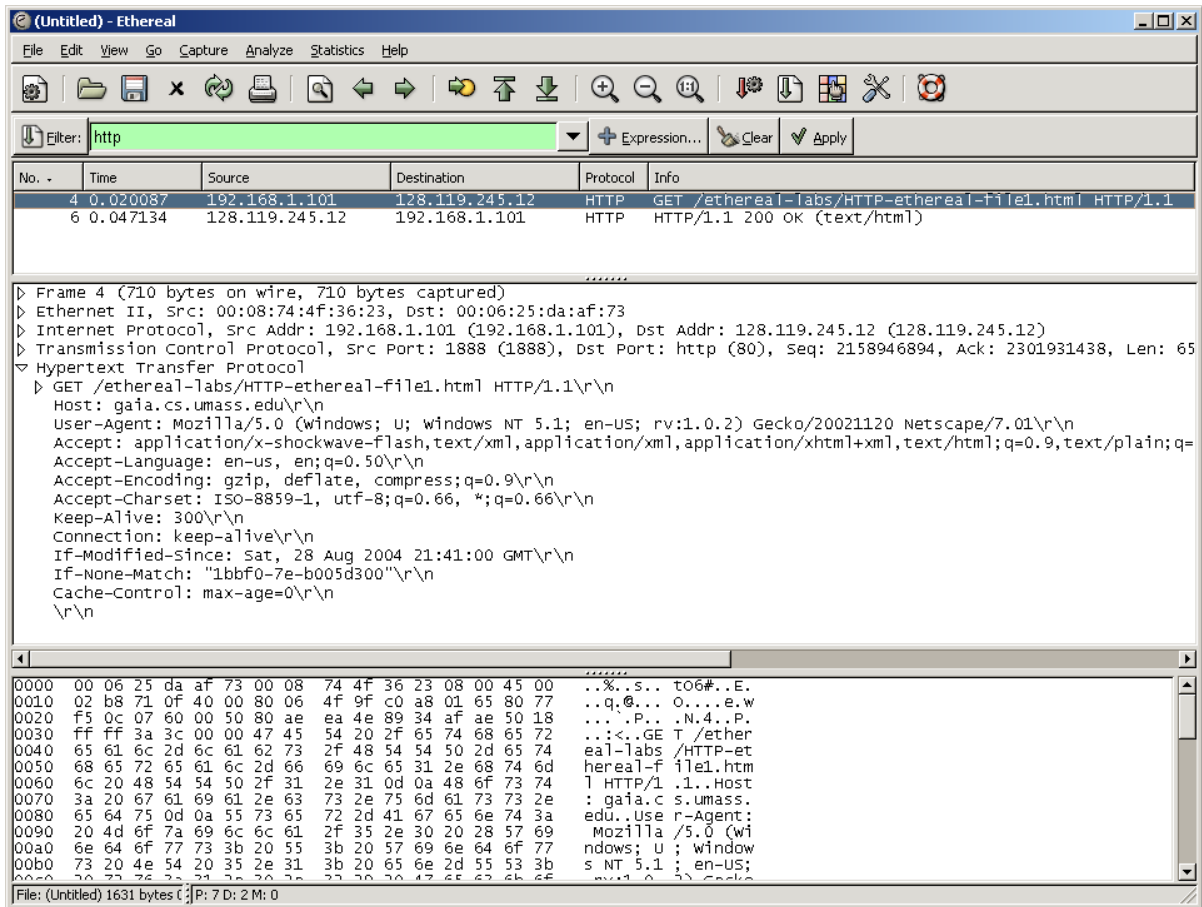 (Untitled) - Ethereal
File Edit View Go Capture Analyze Statistics Help
Filter: http Expression... Clear Apply
No. Time Source Destination Protocol Info
4 0.020087 192.168.1.101 128.119.245.12 HTTP GET /ethereal-labs/HTTP-ethereal-file1.html HTTP/1.1
6 0.047134 128.119.245.12 192.168.1.101 HTTP HTTP/1.1 200 OK (text/html)
Frame 4 (710 bytes on wire, 710 bytes captured)
Ethernet II, Src: 00:08:74:4f:36:23, Dst: 00:06:25:da:af:73
Internet Protocol, Src Addr: 192.168.1.101 (192.168.1.101), Dst Addr: 128.119.245.12 (128.119.245.12)
Transmission Control Protocol, Src Port: 1888 (1888), Dst Port: http (80), Seq: 2158946894, Ack: 2301931438, Len: 65
Hypertext Transfer Protocol
GET /ethereal-labs/HTTP-ethereal-file1.html HTTP/1.1\r\n
Host: gaia.cs.umass.edu\r\n
User-Agent: Mozilla/5.0 (Windows; U; Windows NT 5.1; en-US; rv:1.0.2) Gecko/20021120 Netscape/7.01\r\n
Accept: application/x-shockwave-flash,text/xml,application/xml,application/xhtml+xml,text/html;q=0.9,text/plain;q=
Accept-Language: en-us, en;q=0.50\r\n
Accept-Encoding: gzip, deflate, compress;q=0.9\r\n
Accept-Charset: ISO-8859-1, utf-8;q=0.66, *;q=0.66\r\n
Keep-Alive: 300\r\n
Connection: keep-alive\r\n
If-Modified-Since: Sat, 28 Aug 2004 21:41:00 GMT\r\n
If-None-Match: "1bbf0-7e-b005d300"\r\n
Cache-Control: max-age=0\r\n
\r\n
0000 00 06 25 da af 73 00 08 74 4f 36 23 08 00 45 00 ..%..s.. tO6#..E.
0010 02 b8 71 0f 40 00 80 06 4f 9f c0 a8 01 65 80 77 ..q.@... O....e.w
0020 f5 0c 07 60 00 50 80 ae ea 4e 89 34 af ae 50 18 ...`.P.. .N.4..P.
0030 ff ff 3a 3c 00 00 47 45 54 20 2f 65 74 68 65 72 ..:<..GE T /ether
0040 65 61 6c 2d 6c 61 62 73 2f 48 54 54 50 2d 65 74 eal-labs /HTTP-et
0050 68 65 72 65 61 6c 2d 66 69 6c 65 31 2e 68 74 6d hereal-f ile1.htm
0060 6c 20 48 54 54 50 2f 31 2e 31 0d 0a 48 6f 73 74 l HTTP/1 .1..Host
0070 3a 20 67 61 69 61 2e 63 73 2e 75 6d 61 73 73 2e : gaia.c s.umass.
0080 65 64 75 0d 0a 55 73 65 72 2d 41 67 65 6e 74 3a edu..Use r-Agent:
0090 20 4d 6f 7a 69 6c 6c 61 2f 35 2e 30 20 28 57 69 Mozilla /5.0 (Wi
00a0 6e 64 6f 77 73 3b 20 55 3b 20 57 69 6e 64 6f 77 ndows; U ; Window
00b0 73 20 4e 54 20 35 2e 31 3b 20 65 6e 2d 55 53 3b s NT 5.1 ; en-US;
File: (Untitled) 1631 bytes P: 7 D: 2 M: 0